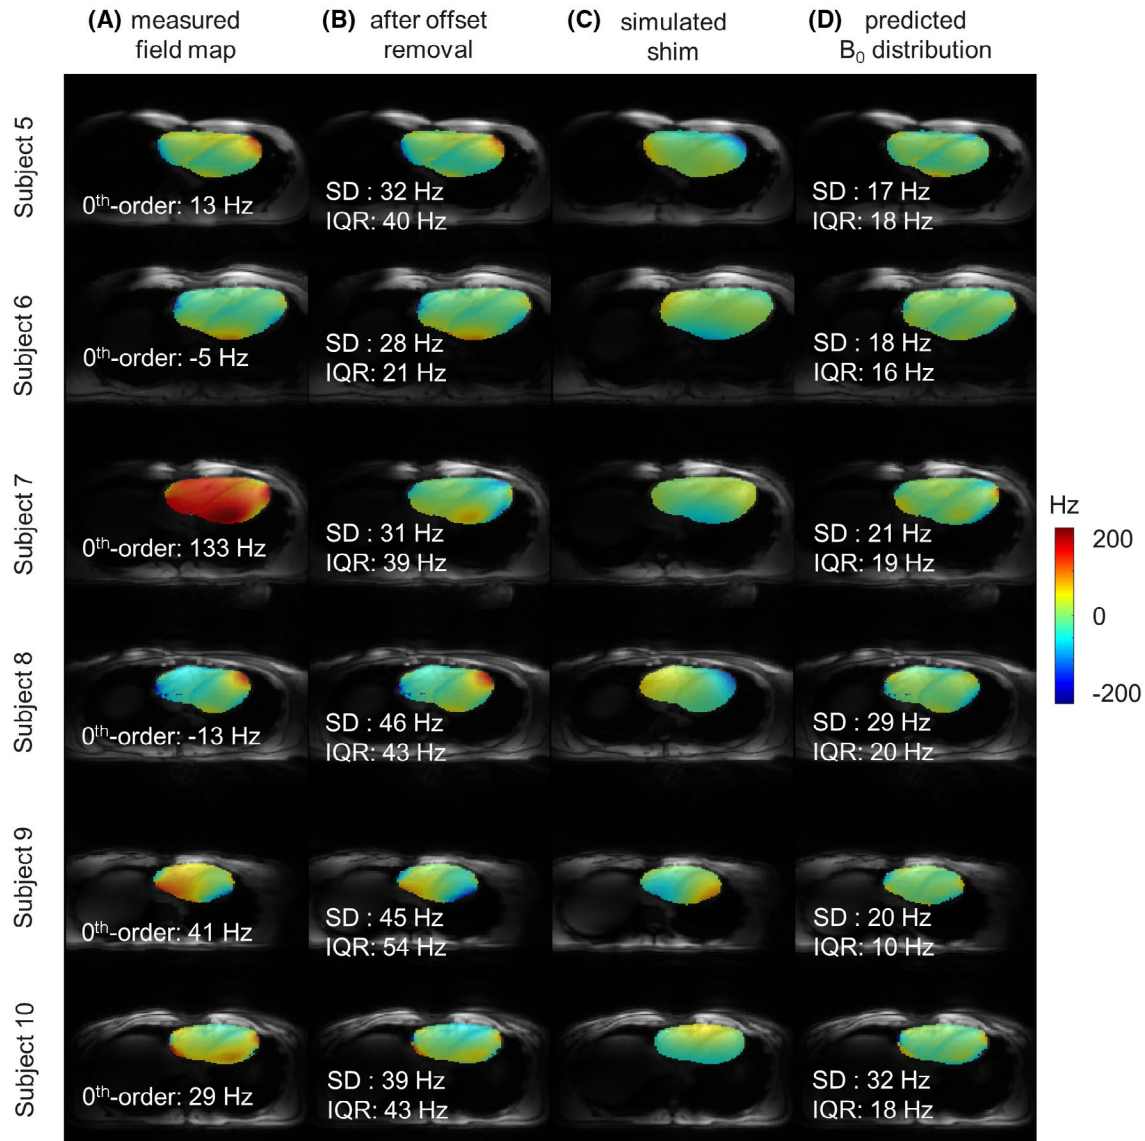 (A) measured field map
(B) after offset removal
(C) simulated shim
(D) predicted B₀ distribution
Subject 5
0th-order: 13 Hz
SD : 32 Hz
IQR: 40 Hz
SD : 17 Hz
IQR: 18 Hz
Subject 6
0th-order: -5 Hz
SD : 28 Hz
IQR: 21 Hz
SD : 18 Hz
IQR: 16 Hz
Subject 7
0th-order: 133 Hz
SD : 31 Hz
IQR: 39 Hz
SD : 21 Hz
IQR: 19 Hz
Hz
200
0
-200
Subject 8
0th-order: -13 Hz
SD : 46 Hz
IQR: 43 Hz
SD : 29 Hz
IQR: 20 Hz
Subject 9
0th-order: 41 Hz
SD : 45 Hz
IQR: 54 Hz
SD : 20 Hz
IQR: 10 Hz
Subject 10
0th-order: 29 Hz
SD : 39 Hz
IQR: 43 Hz
SD : 32 Hz
IQR: 18 Hz